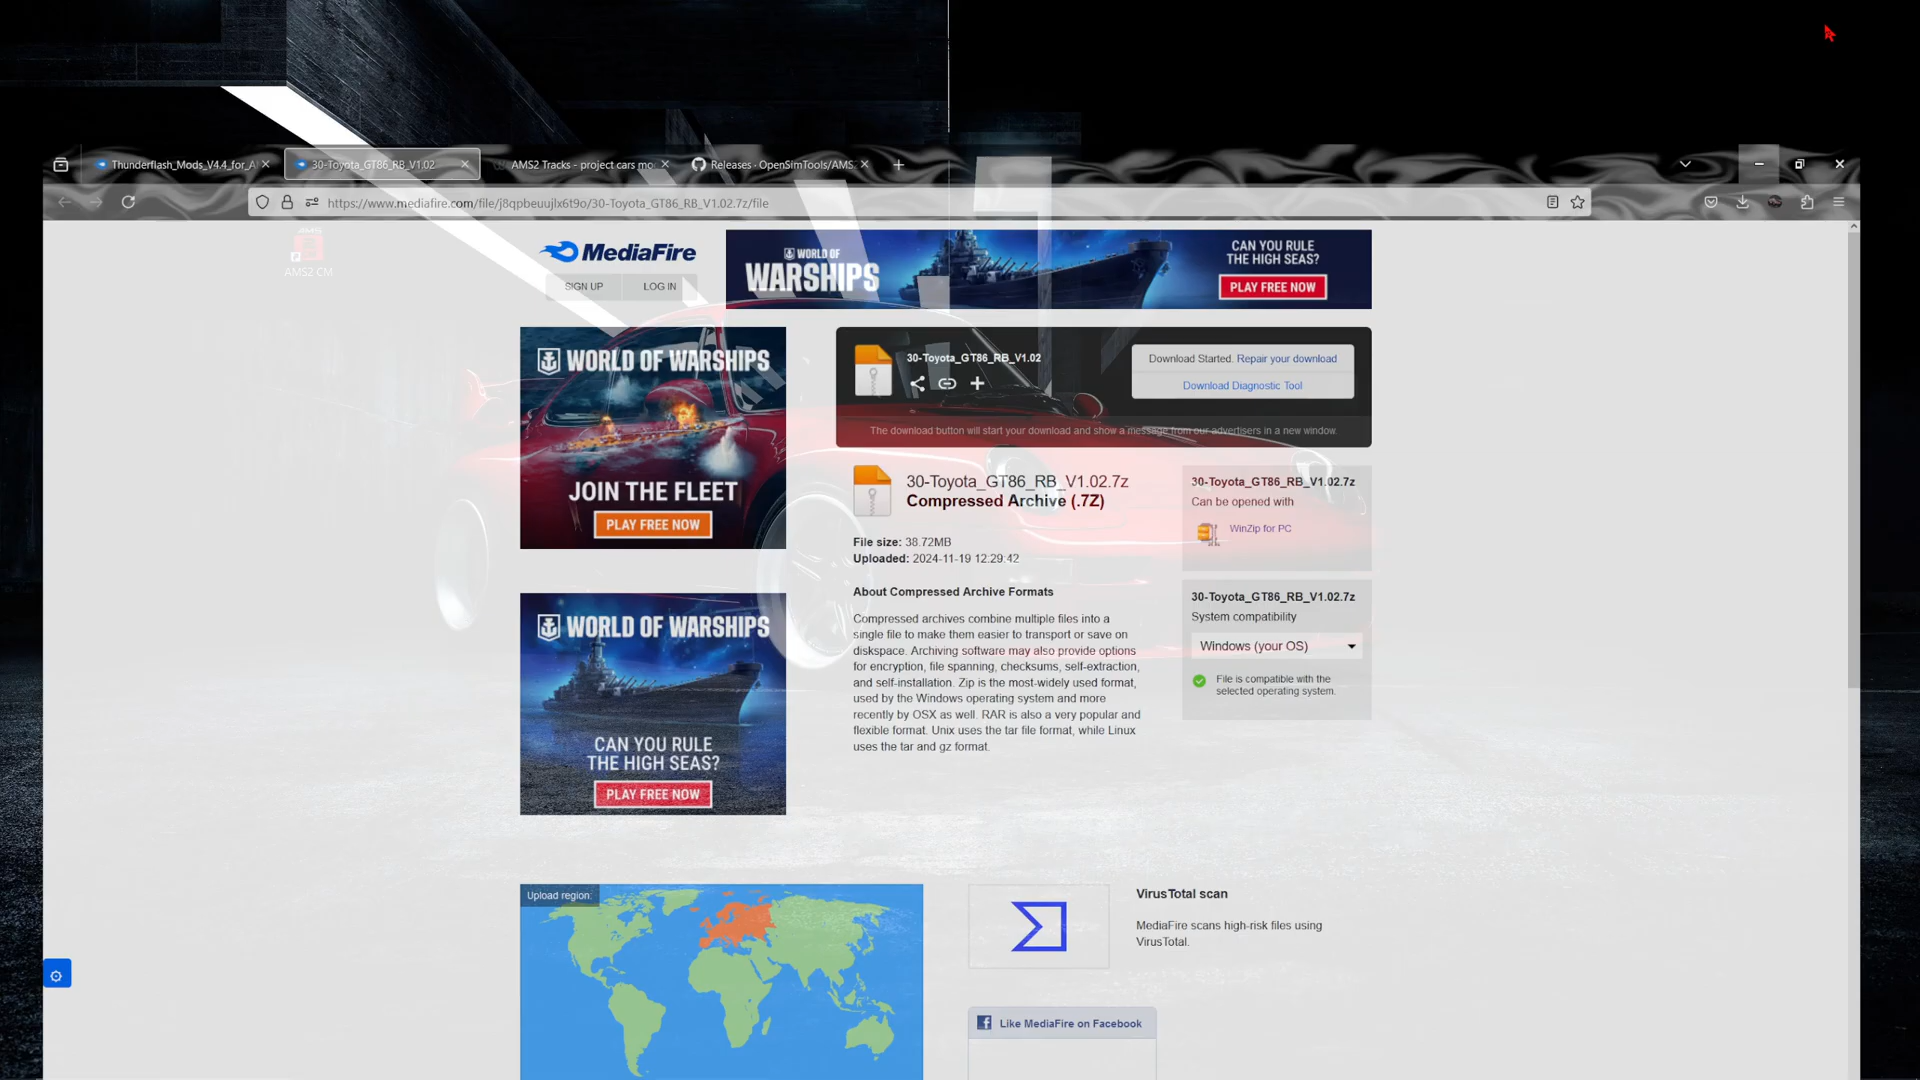 Thunderflash_Mods_V4.4_for_A
30-Toyota_GT86_RB_V1.02
AMS2 Tracks - project cars mo
Releases · OpenSimTools/AMS2
https://www.mediafire.com/file/j8qpbeuujlx6t9o/30-Toyota_GT86_RB_V1.02.7z/file
AMS2 CM
MediaFire
SIGN UP
LOG IN
WORLD OF
WARSHIPS
CAN YOU RULE
THE HIGH SEAS?
PLAY FREE NOW
WORLD OF WARSHIPS
JOIN THE FLEET
PLAY FREE NOW
30-Toyota_GT86_RB_V1.02
Download Started. Repair your download
Download Diagnostic Tool
The download button will start your download and show a message from our advertisers in a new window.
30-Toyota_GT86_RB_V1.02.7z
Compressed Archive (.7Z)
File size: 38.72MB
Uploaded: 2024-11-19 12:29:42
About Compressed Archive Formats
Compressed archives combine multiple files into a
single file to make them easier to transport or save on
diskspace. Archiving software may also provide options
for encryption, file spanning, checksums, self-extraction,
and self-installation. Zip is the most-widely used format,
used by the Windows operating system and more
recently by OSX as well. RAR is also a very popular and
flexible format. Unix uses the tar file format, while Linux
uses the tar and gz format.
30-Toyota_GT86_RB_V1.02.7z
Can be opened with
WinZip for PC
30-Toyota_GT86_RB_V1.02.7z
System compatibility
Windows (your OS)
File is compatible with the
selected operating system.
WORLD OF WARSHIPS
CAN YOU RULE
THE HIGH SEAS?
PLAY FREE NOW
Upload region:
VirusTotal scan
MediaFire scans high-risk files using
VirusTotal.
Like MediaFire on Facebook